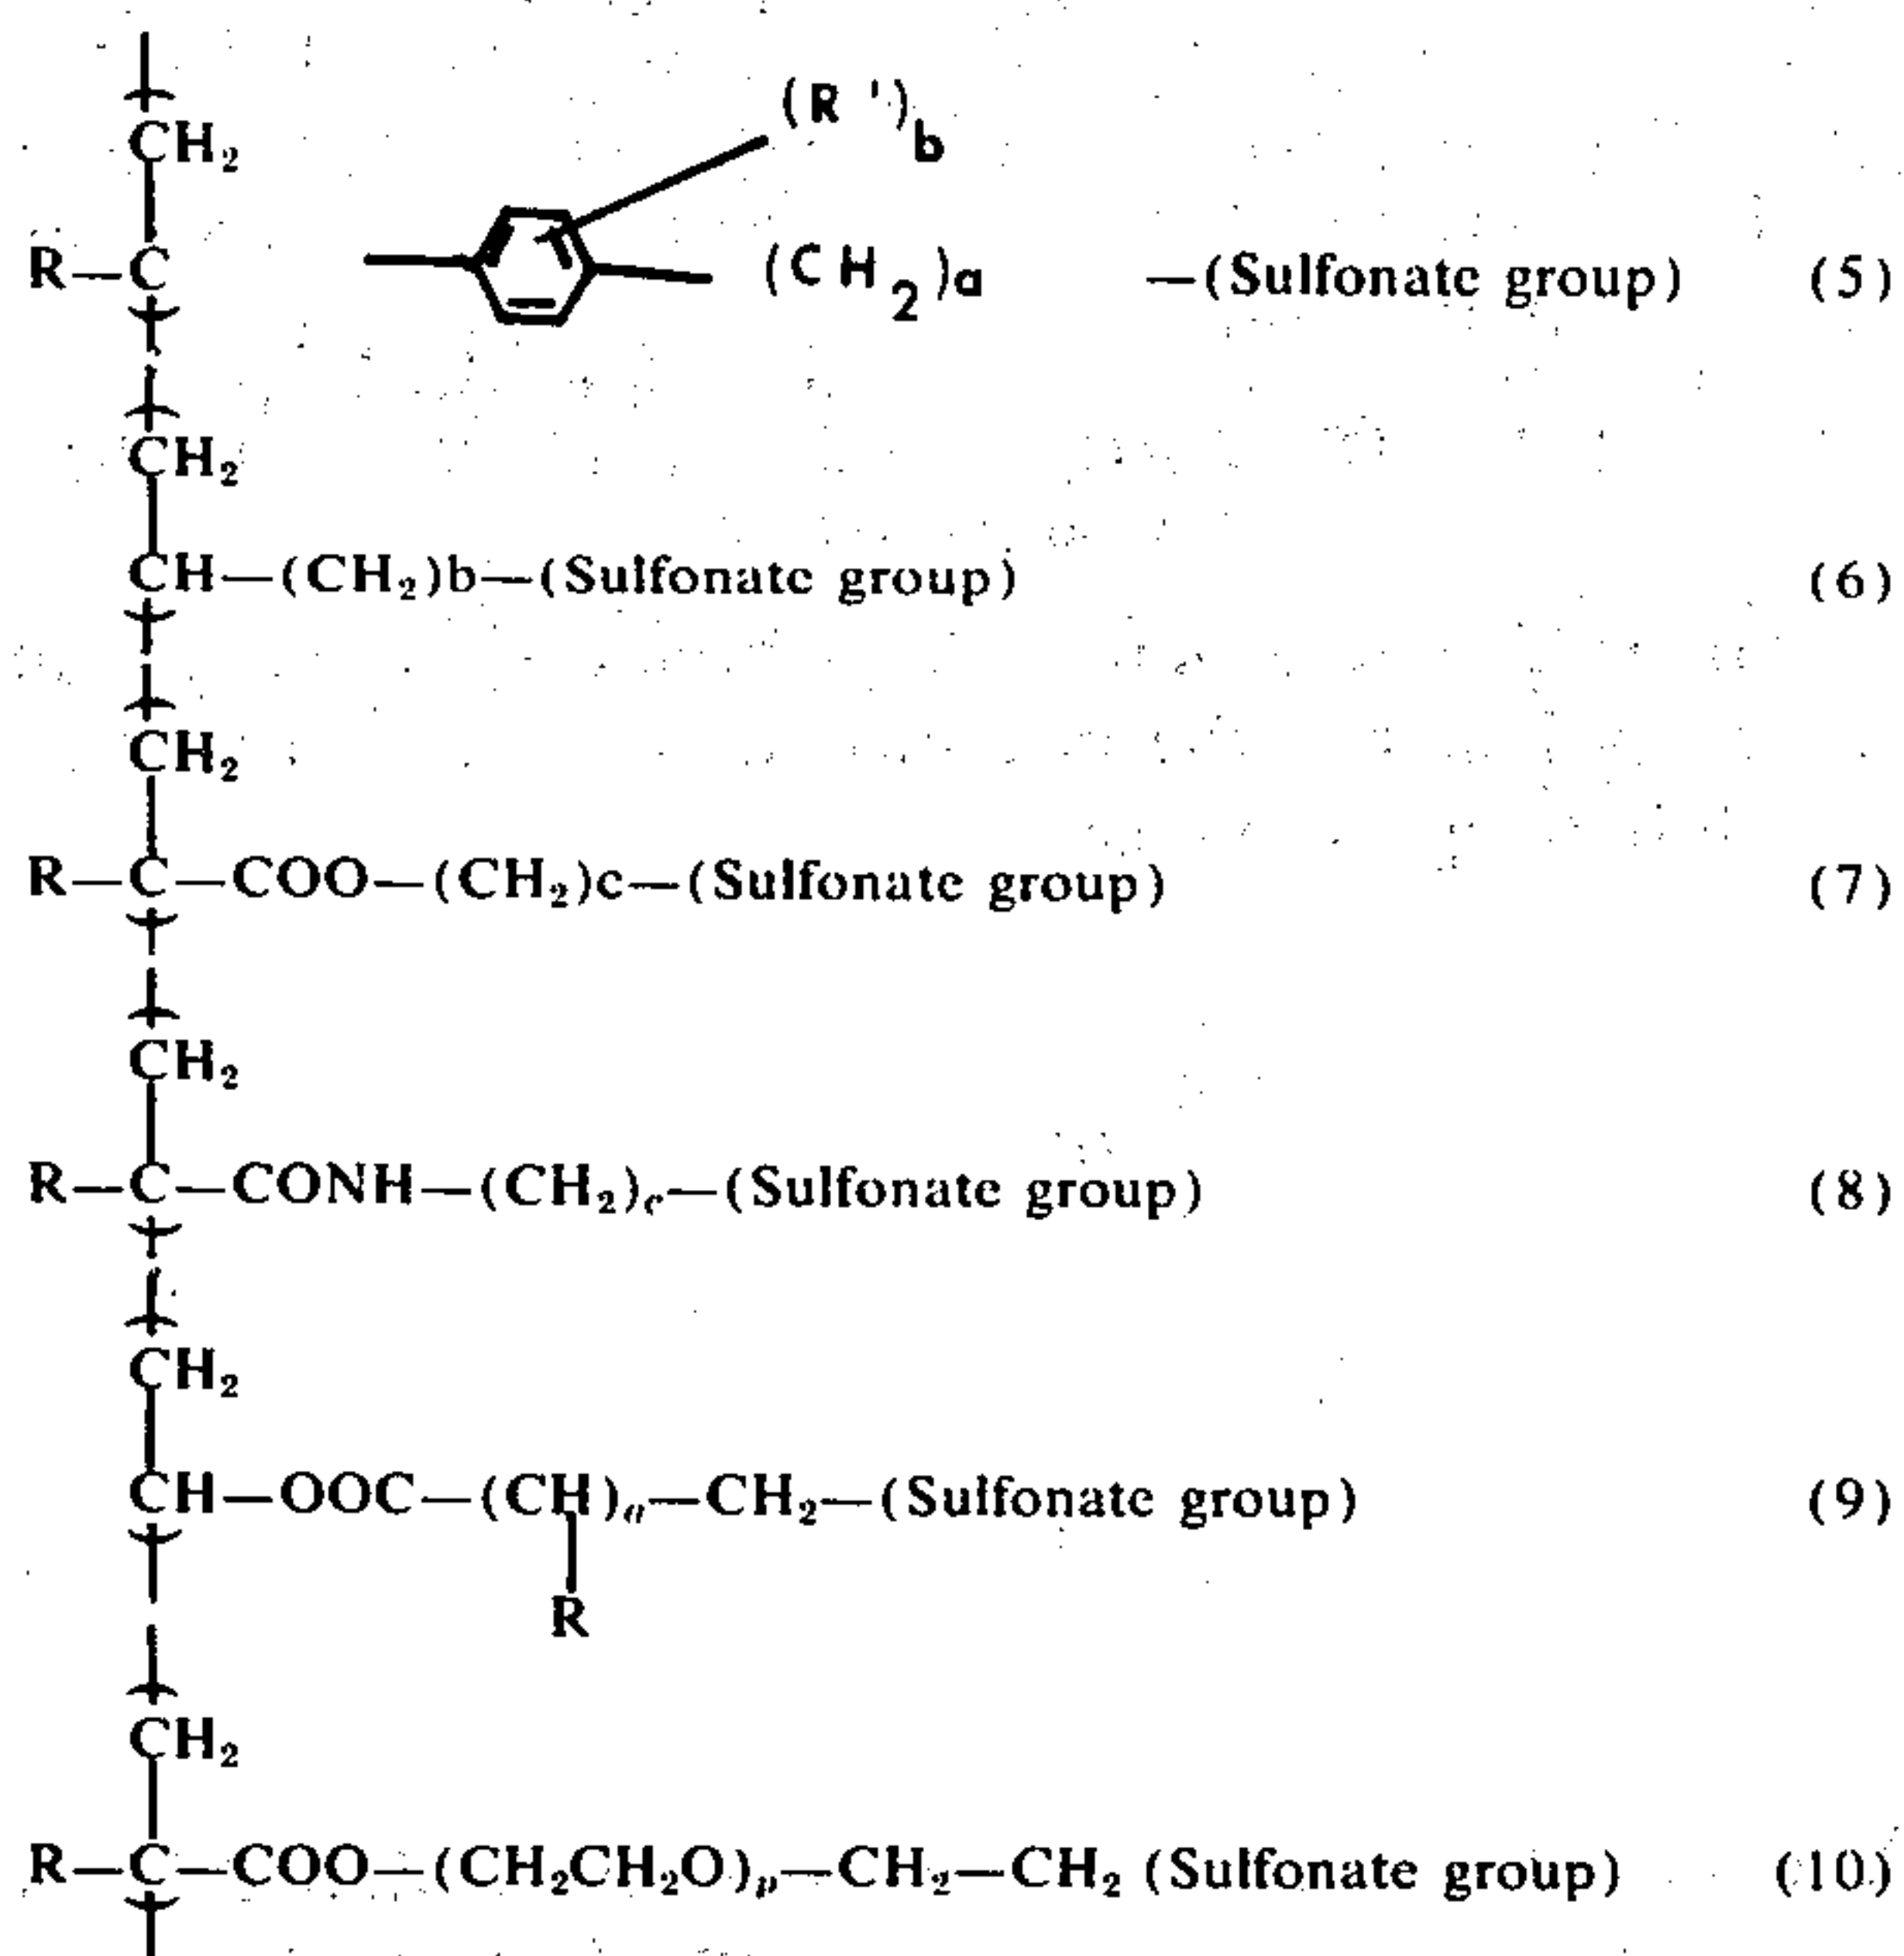 (R')b
CH2
R—C (CH2)a —(Sulfonate group) (5)
CH2
CH—(CH2)b—(Sulfonate group) (6)
CH2
R—C—COO—(CH2)c—(Sulfonate group) (7)
CH2
R—C—CONH—(CH2)c—(Sulfonate group) (8)
CH2
CH—OOC—(CH)a—CH2—(Sulfonate group) (9)
R
CH2
R—C—COO—(CH2CH2O)p—CH2—CH2 (Sulfonate group) (10)